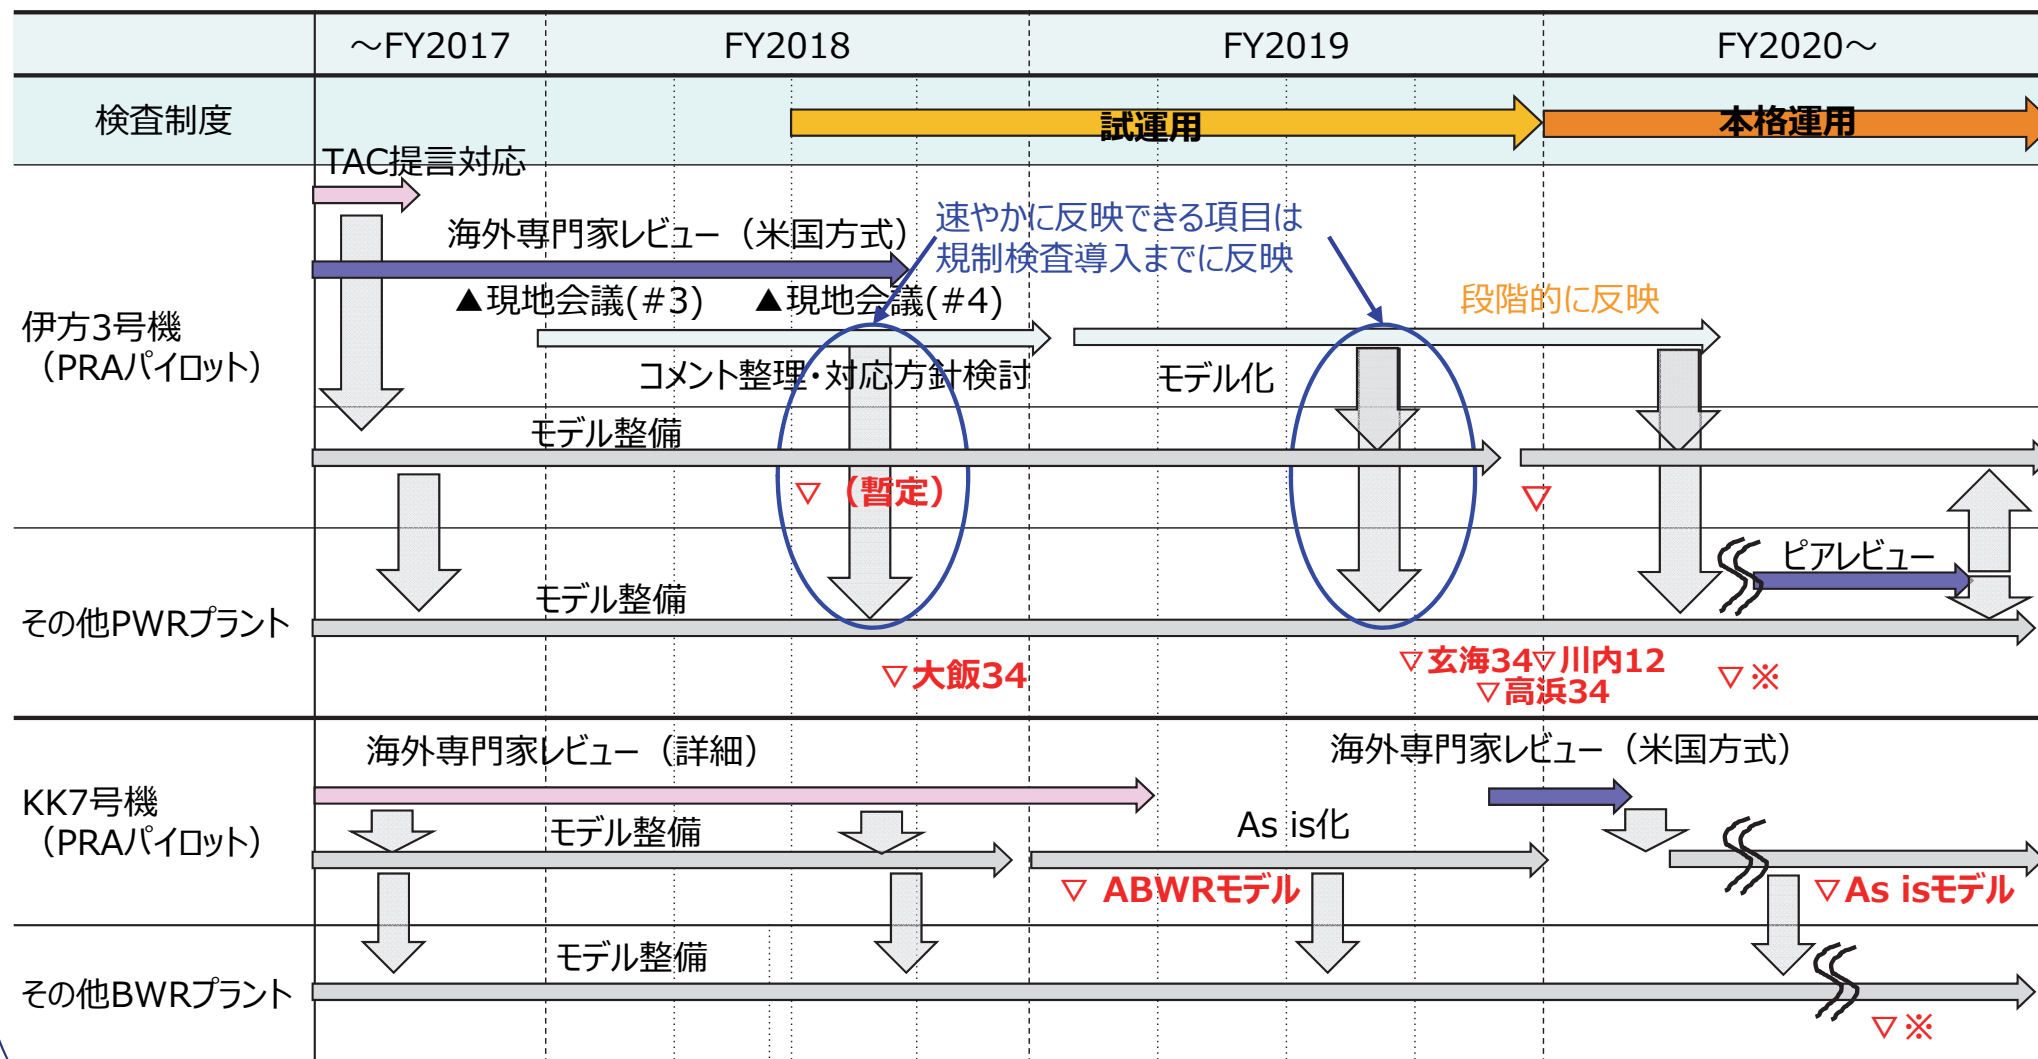 ～FY2017
FY2018
FY2019
FY2020～
検査制度
試運用
本格運用
TAC提言対応
海外専門家レビュー（米国方式）
速やかに反映できる項目は
規制検査導入までに反映
▲現地会議(#3)
▲現地会議(#4)
段階的に反映
伊方3号機
（PRAパイロット）
コメント整理・対応方針検討
モデル化
モデル整備
▽（暫定）
▽
ピアレビュー
その他PWRプラント
モデル整備
▽大飯34
▽玄海34
▽川内12
▽高浜34
▽※
海外専門家レビュー（詳細）
海外専門家レビュー（米国方式）
KK7号機
（PRAパイロット）
モデル整備
As is化
▽ ABWRモデル
▽As isモデル
その他BWRプラント
モデル整備
▽※